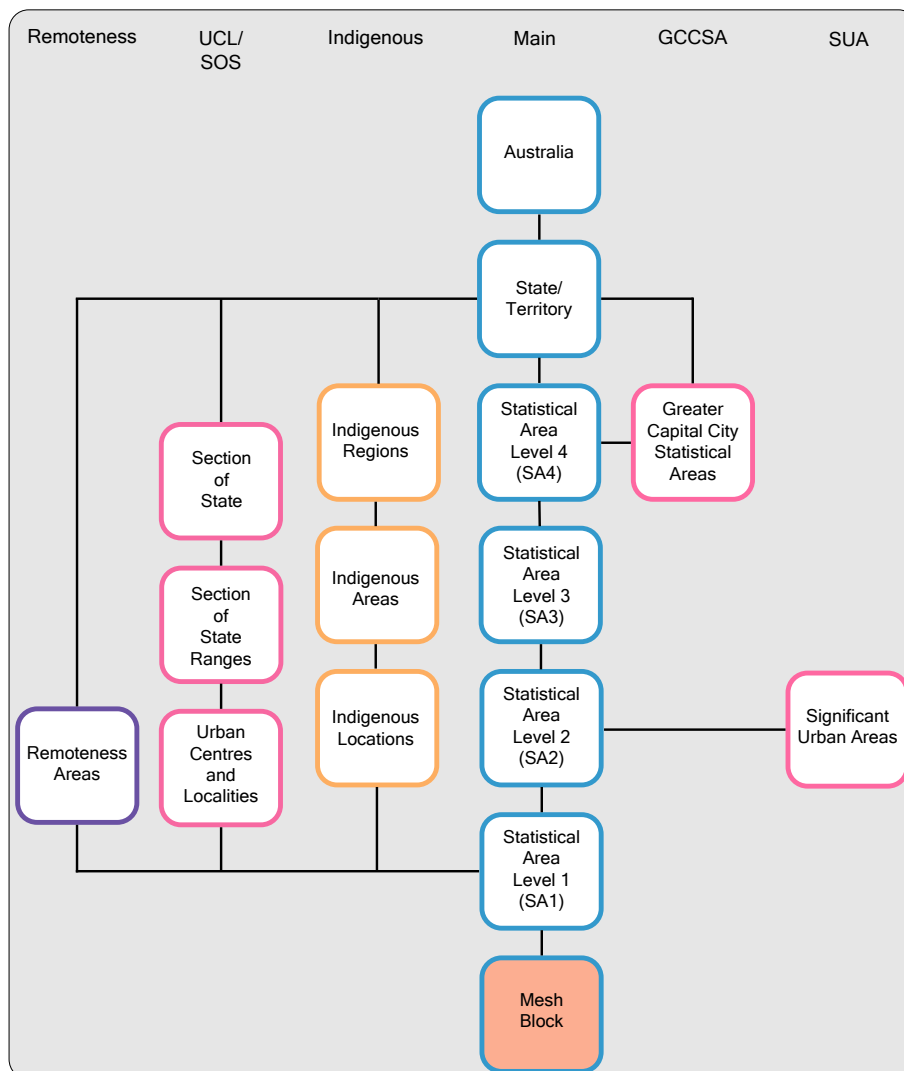 Remoteness
UCL/
SOS
Indigenous
Main
GCCSA
SUA
Australia
State/
Territory
Statistical
Area
Level 4
(SA4)
Greater
Capital City
Statistical
Areas
Indigenous
Regions
Section
of
State
Statistical
Area
Level 3
(SA3)
Indigenous
Areas
Section
of
State
Ranges
Statistical
Area
Level 2
(SA2)
Significant
Urban Areas
Indigenous
Locations
Urban
Centres
and
Localities
Remoteness
Areas
Statistical
Area
Level 1
(SA1)
Mesh
Block